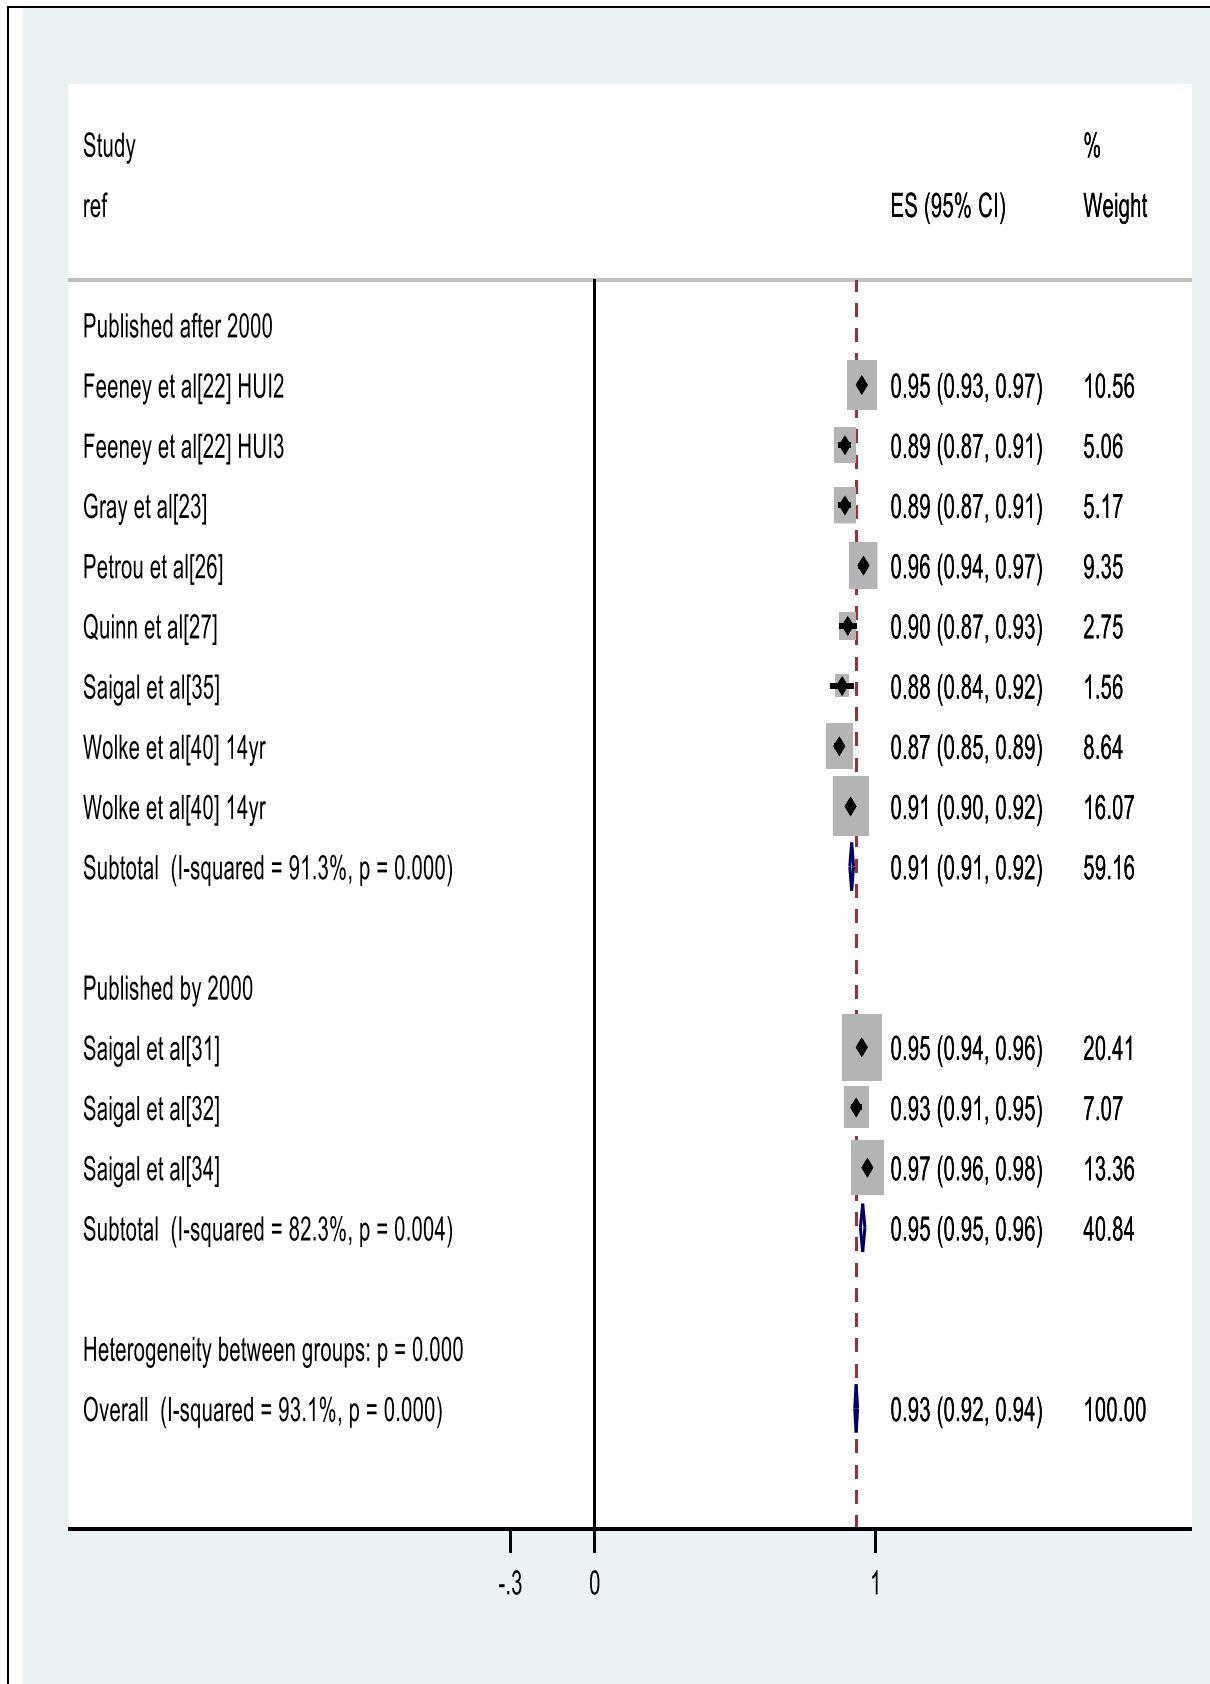 Study %
ref ES (95% CI) Weight
Published after 2000
Feeney et al[22] HUI2 0.95 (0.93, 0.97) 10.56
Feeney et al[22] HUI3 0.89 (0.87, 0.91) 5.06
Gray et al[23] 0.89 (0.87, 0.91) 5.17
Petrou et al[26] 0.96 (0.94, 0.97) 9.35
Quinn et al[27] 0.90 (0.87, 0.93) 2.75
Saigal et al[35] 0.88 (0.84, 0.92) 1.56
Wolke et al[40] 14yr 0.87 (0.85, 0.89) 8.64
Wolke et al[40] 14yr 0.91 (0.90, 0.92) 16.07
Subtotal (I-squared = 91.3%, p = 0.000) 0.91 (0.91, 0.92) 59.16
Published by 2000
Saigal et al[31] 0.95 (0.94, 0.96) 20.41
Saigal et al[32] 0.93 (0.91, 0.95) 7.07
Saigal et al[34] 0.97 (0.96, 0.98) 13.36
Subtotal (I-squared = 82.3%, p = 0.004) 0.95 (0.95, 0.96) 40.84
Heterogeneity between groups: p = 0.000
Overall (I-squared = 93.1%, p = 0.000) 0.93 (0.92, 0.94) 100.00
-.3 0 1